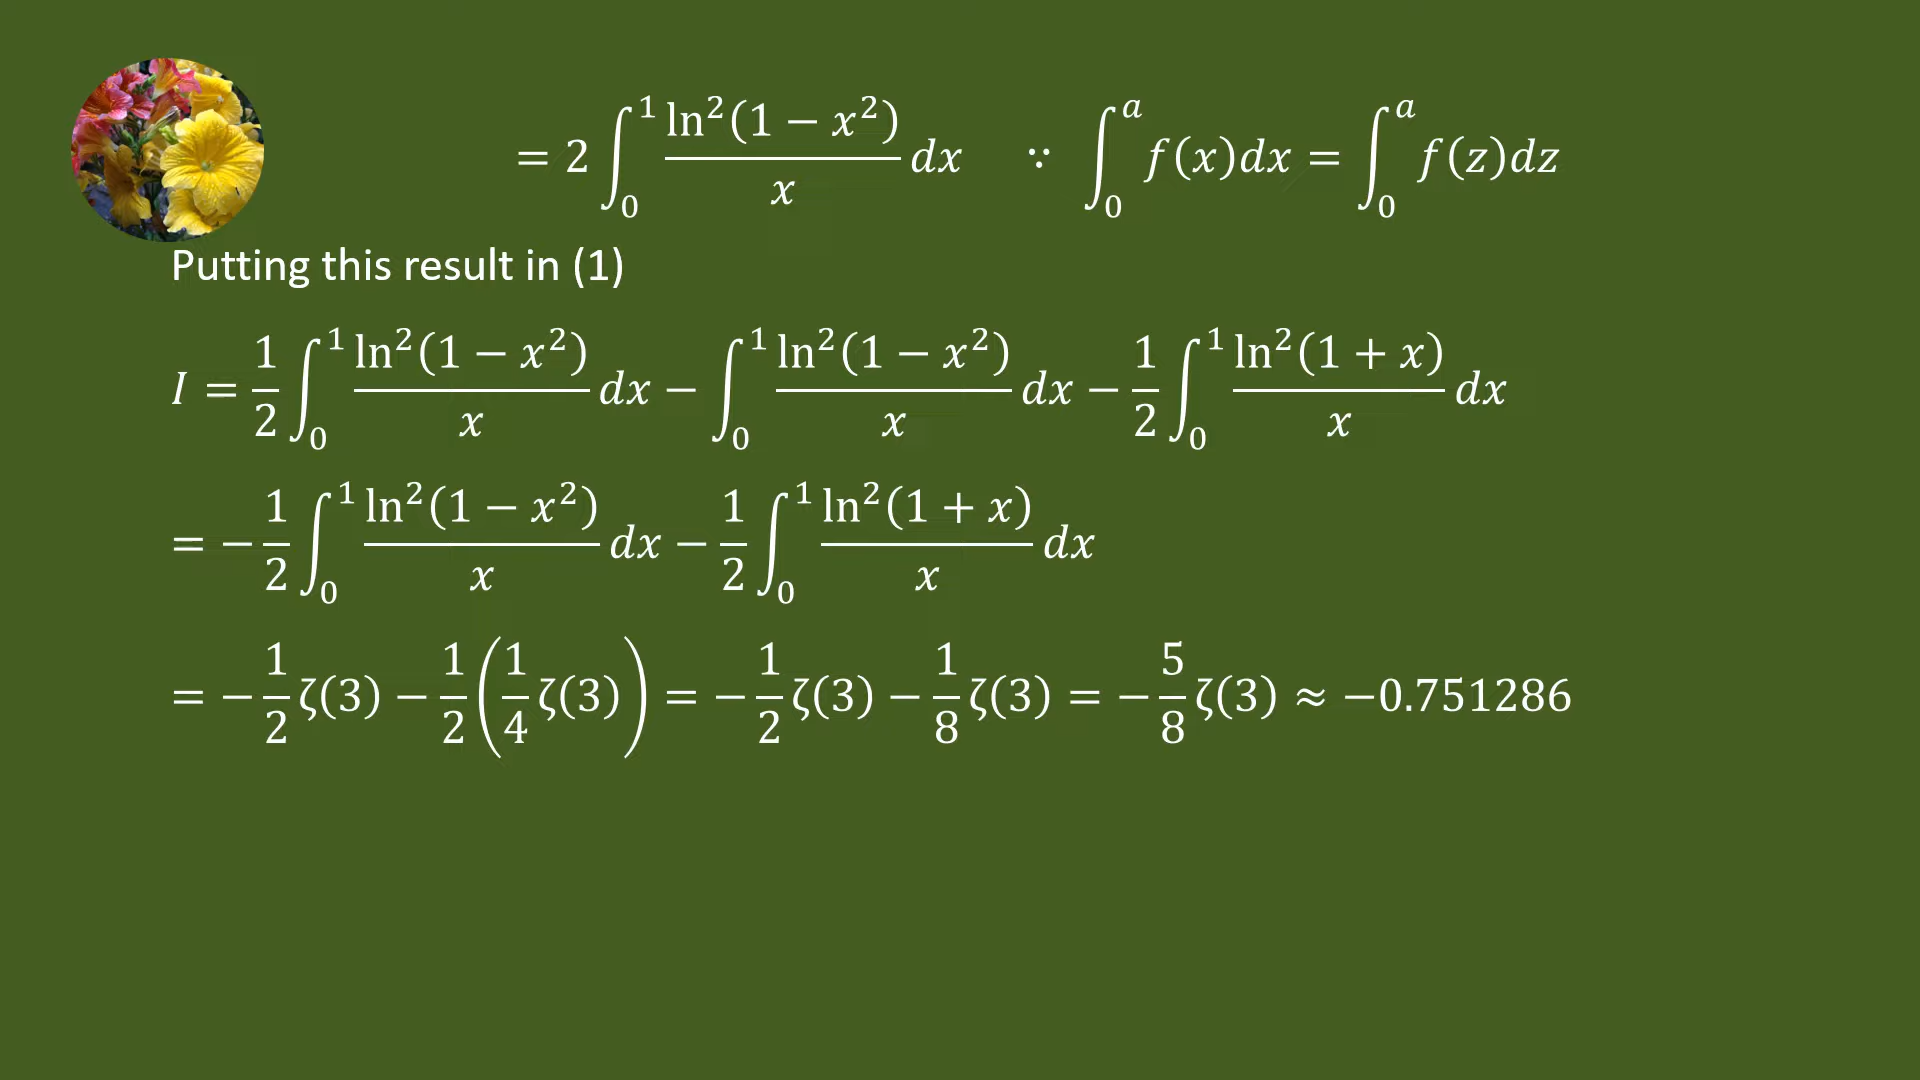 = 2 ∫₀¹ ln²(1 − x²)/x dx ∵ ∫₀ᵃ f(x)dx = ∫₀ᵃ f(z)dz
Putting this result in (1)
I = 1/2 ∫₀¹ ln²(1 − x²)/x dx − ∫₀¹ ln²(1 − x²)/x dx − 1/2 ∫₀¹ ln²(1 + x)/x dx
= − 1/2 ∫₀¹ ln²(1 − x²)/x dx − 1/2 ∫₀¹ ln²(1 + x)/x dx
= − 1/2 ζ(3) − 1/2 (1/4 ζ(3)) = − 1/2 ζ(3) − 1/8 ζ(3) = − 5/8 ζ(3) ≈ −0.751286